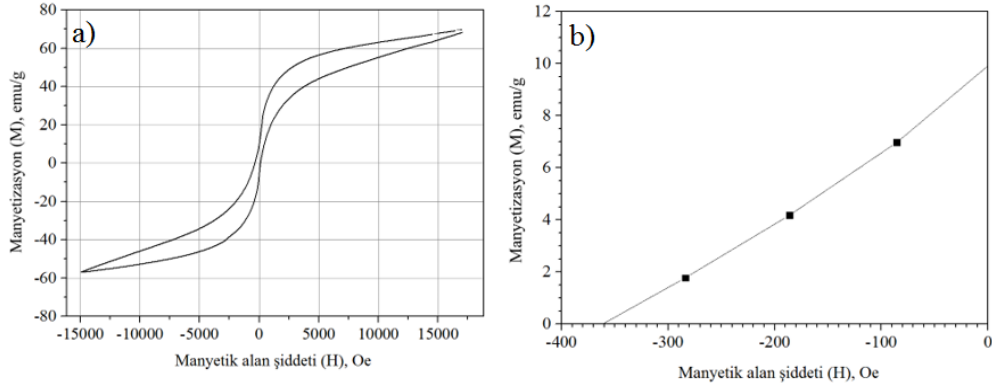 a)
80
60
40
20
0
-20
-40
-60
-80
-15000 -10000 -5000 0 5000 10000 15000
Manyetizasyon (M), emu/g
Manyetik alan şiddeti (H), Oe
b)
12
10
8
6
4
2
0
-400 -300 -200 -100 0
Manyetizasyon (M), emu/g
Manyetik alan şiddeti (H), Oe